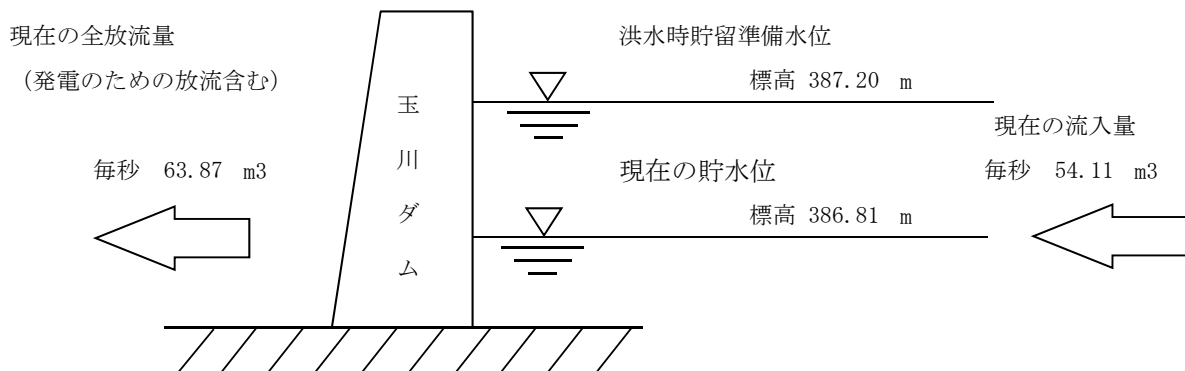 現在の全放流量
(発電のための放流含む)
毎秒 63.87 m3
玉川ダム
洪水時貯留準備水位
標高 387.20 m
現在の貯水位
標高 386.81 m
現在の流入量
毎秒 54.11 m3